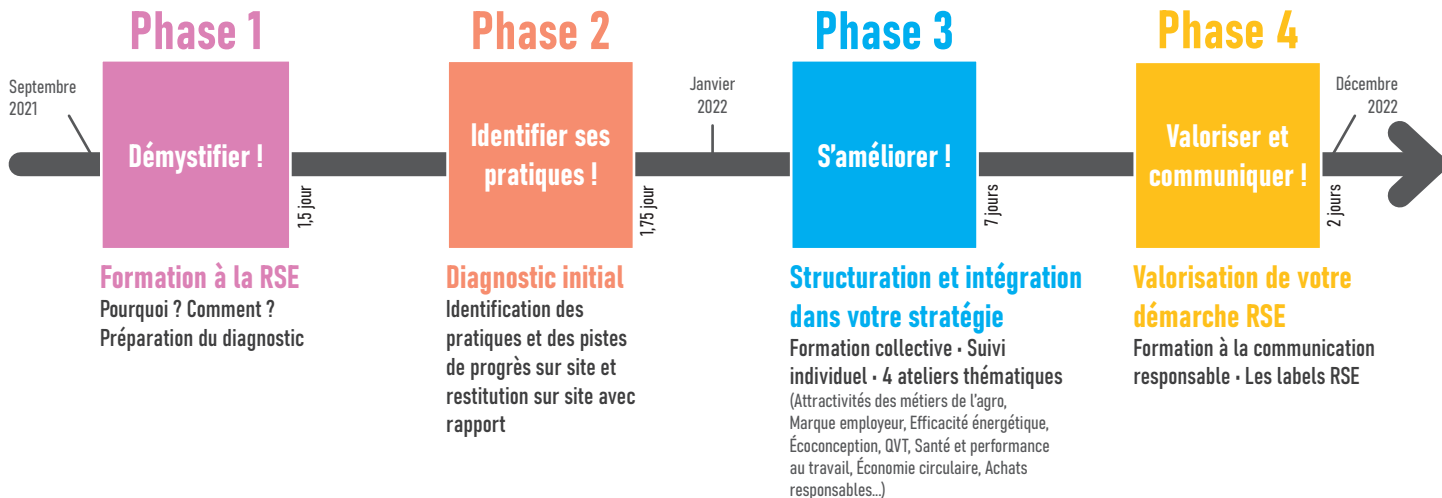 Phase 1
Septembre
2021
Démystifier !
1,5 jour
Formation à la RSE
Pourquoi ? Comment ?
Préparation du diagnostic
Phase 2
Identifier ses
pratiques !
1,75 jour
Diagnostic initial
Identification des
pratiques et des pistes
de progrès sur site et
restitution sur site avec
rapport
Janvier
2022
Phase 3
S'améliorer !
7 jours
Structuration et intégration
dans votre stratégie
Formation collective · Suivi
individuel · 4 ateliers thématiques
(Attractivités des métiers de l'agro,
Marque employeur, Efficacité énergétique,
Écoconception, QVT, Santé et performance
au travail, Économie circulaire, Achats
responsables...)
Phase 4
Valoriser et
communiquer !
2 jours
Décembre
2022
Valorisation de votre
démarche RSE
Formation à la communication
responsable · Les labels RSE